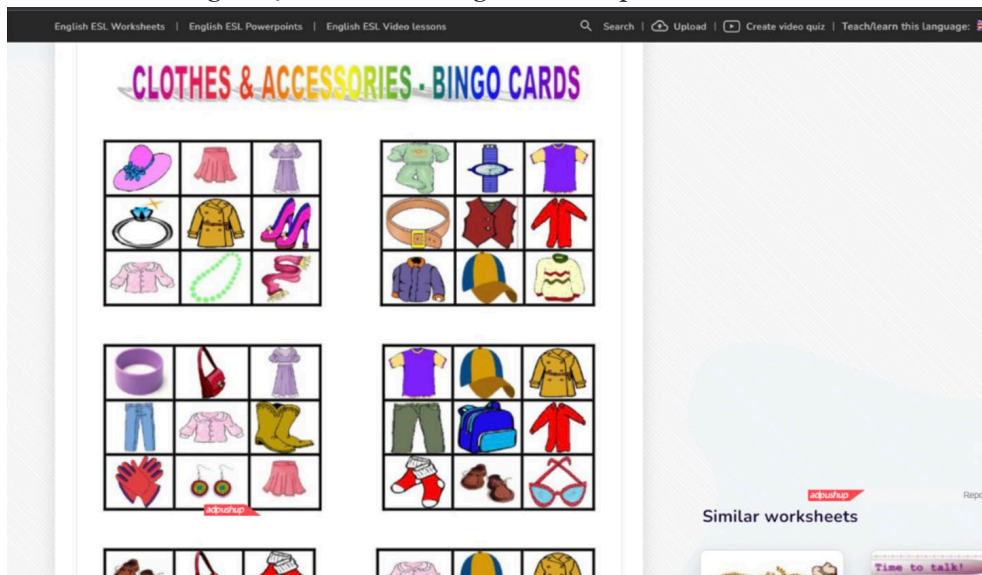 English ESL Worksheets | English ESL Powerpoints | English ESL Video lessons Search | Upload | Create video quiz | Teach/learn this language:
CLOTHES & ACCESSORIES - BINGO CARDS
adpushup
adpushup
Similar worksheets
Time to talk!